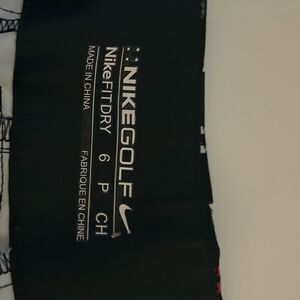 NIKEGOLF
NikeFITDRY 6 P CH
MADE IN CHINA FABRIQUE EN CHINE